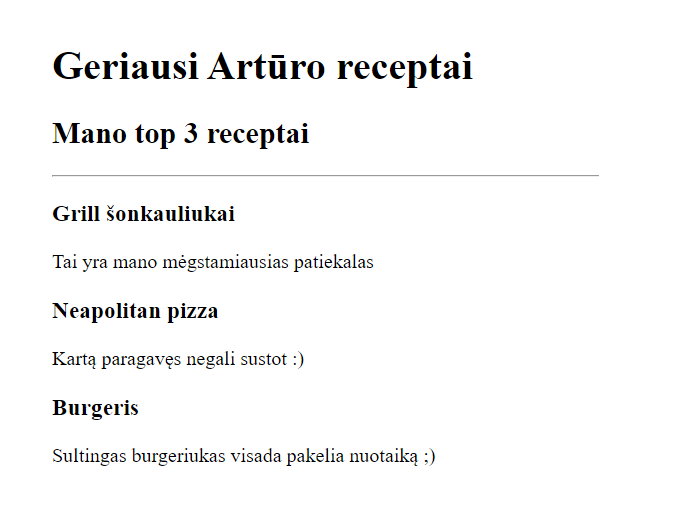 Geriausi Artūro receptai
Mano top 3 receptai
Grill šonkauliukai
Tai yra mano mėgstamiausias patiekalas
Neapolitan pizza
Kartą paragavęs negali sustot :)
Burgeris
Sultingas burgeriukas visada pakelia nuotaiką ;)